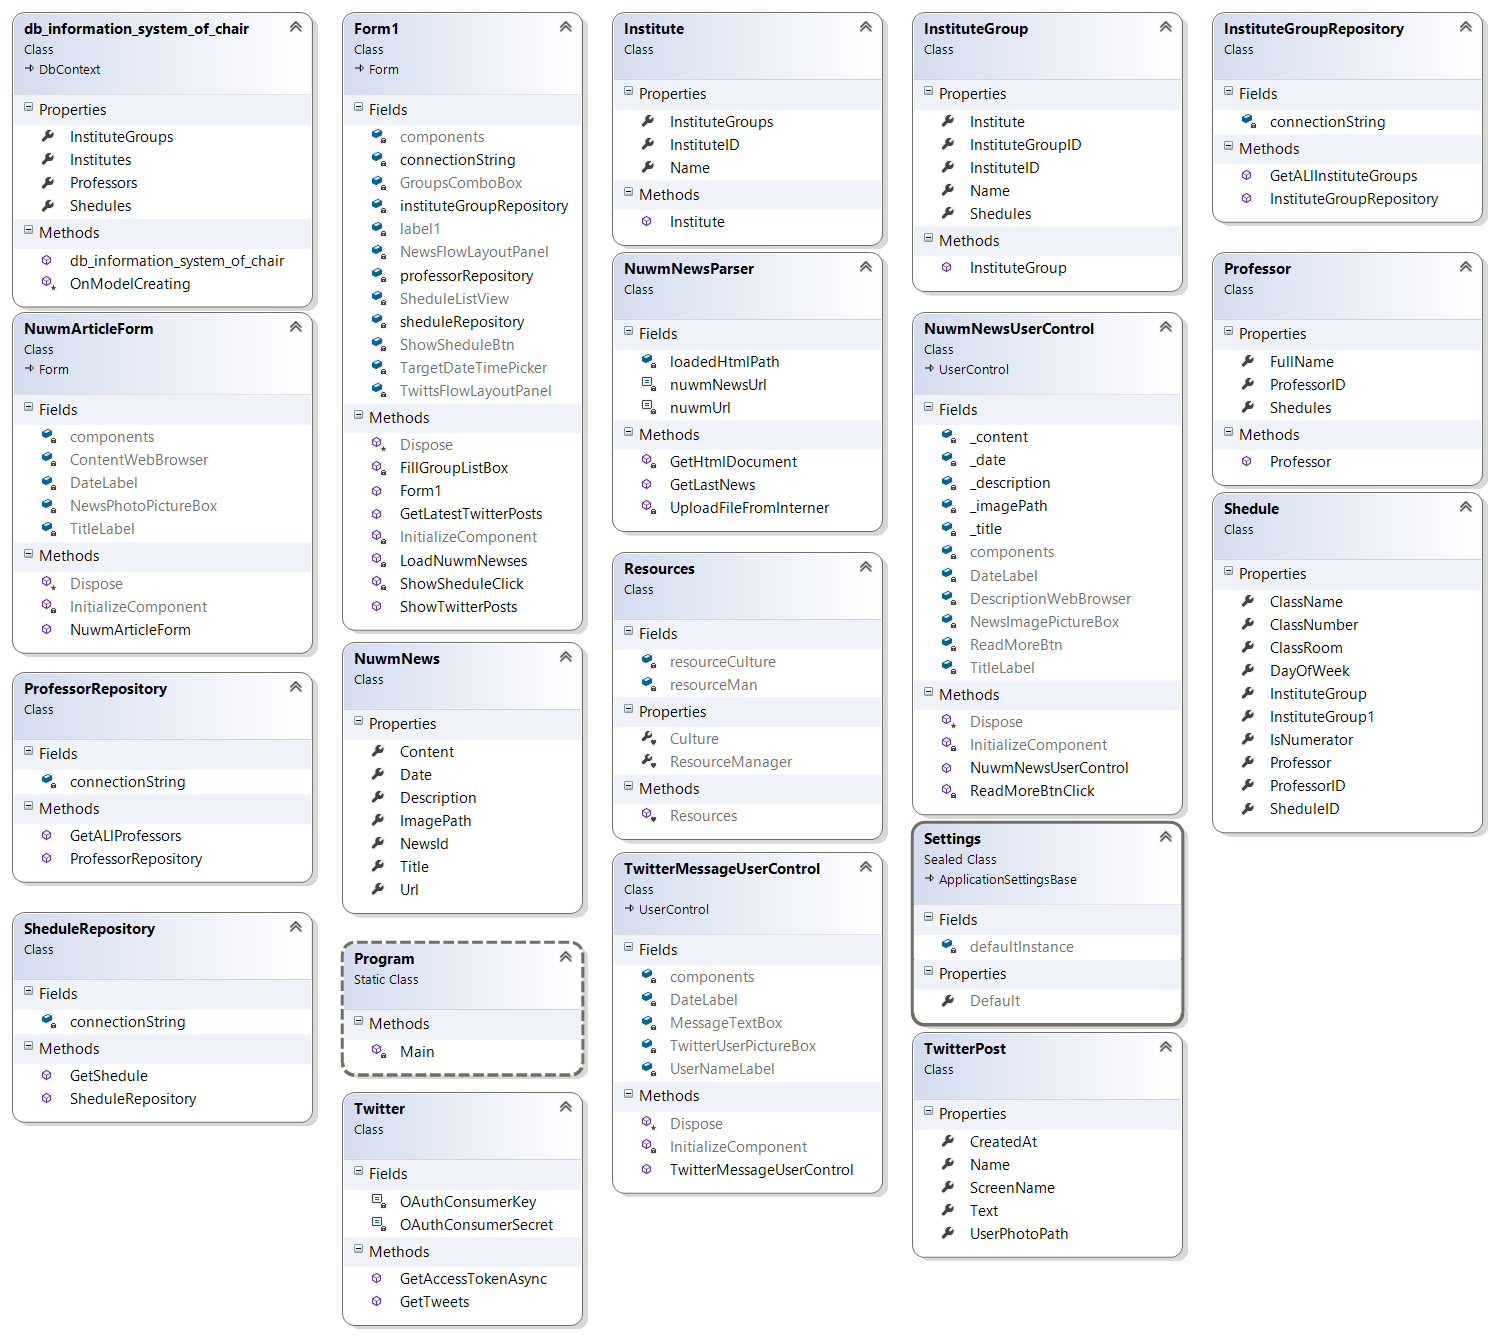 db_information_system_of_chair
Class
DbContext
Properties
InstituteGroups
Institutes
Professors
Shedules
Methods
db_information_system_of_chair
OnModelCreating
NuwmArticleForm
Class
Form
Fields
components
ContentWebBrowser
DateLabel
NewsPhotoPictureBox
TitleLabel
Methods
Dispose
InitializeComponent
NuwmArticleForm
ProfessorRepository
Class
Fields
connectionString
Methods
GetALlProfessors
ProfessorRepository
SheduleRepository
Class
Fields
connectionString
Methods
GetShedule
SheduleRepository
Form1
Class
Form
Fields
components
connectionString
GroupsComboBox
instituteGroupRepository
label1
NewsFlowLayoutPanel
professorRepository
SheduleListView
sheduleRepository
ShowSheduleBtn
TargetDateTimePicker
TwittsFlowLayoutPanel
Methods
Dispose
FillGroupListBox
Form1
GetLatestTwitterPosts
InitializeComponent
LoadNuwmNewses
ShowSheduleClick
ShowTwitterPosts
NuwmNews
Class
Properties
Content
Date
Description
ImagePath
NewsId
Title
Url
Program
Static Class
Methods
Main
Twitter
Class
Fields
OAuthConsumerKey
OAuthConsumerSecret
Methods
GetAccessTokenAsync
GetTweets
Institute
Class
Properties
InstituteGroups
InstituteID
Name
Methods
Institute
NuwmNewsParser
Class
Fields
loadedHtmlPath
nuwmNewsUrl
nuwmUrl
Methods
GetHtmlDocument
GetLastNews
UploadFileFromInterner
Resources
Class
Fields
resourceCulture
resourceMan
Properties
Culture
ResourceManager
Methods
Resources
TwitterMessageUserControl
Class
UserControl
Fields
components
DateLabel
MessageTextBox
TwitterUserPictureBox
UserNameLabel
Methods
Dispose
InitializeComponent
TwitterMessageUserControl
InstituteGroup
Class
Properties
Institute
InstituteGroupID
InstituteID
Name
Shedules
Methods
InstituteGroup
NuwmNewsUserControl
Class
UserControl
Fields
_content
_date
_description
_imagePath
_title
components
DateLabel
DescriptionWebBrowser
NewsImagePictureBox
ReadMoreBtn
TitleLabel
Methods
Dispose
InitializeComponent
NuwmNewsUserControl
ReadMoreBtnClick
Settings
Sealed Class
ApplicationSettingsBase
Fields
defaultInstance
Properties
Default
TwitterPost
Class
Properties
CreatedAt
Name
ScreenName
Text
UserPhotoPath
InstituteGroupRepository
Class
Fields
connectionString
Methods
GetALlInstituteGroups
InstituteGroupRepository
Professor
Class
Properties
FullName
ProfessorID
Shedules
Methods
Professor
Shedule
Class
Properties
ClassName
ClassNumber
ClassRoom
DayOfWeek
InstituteGroup
InstituteGroup1
IsNumerator
Professor
ProfessorID
SheduleID